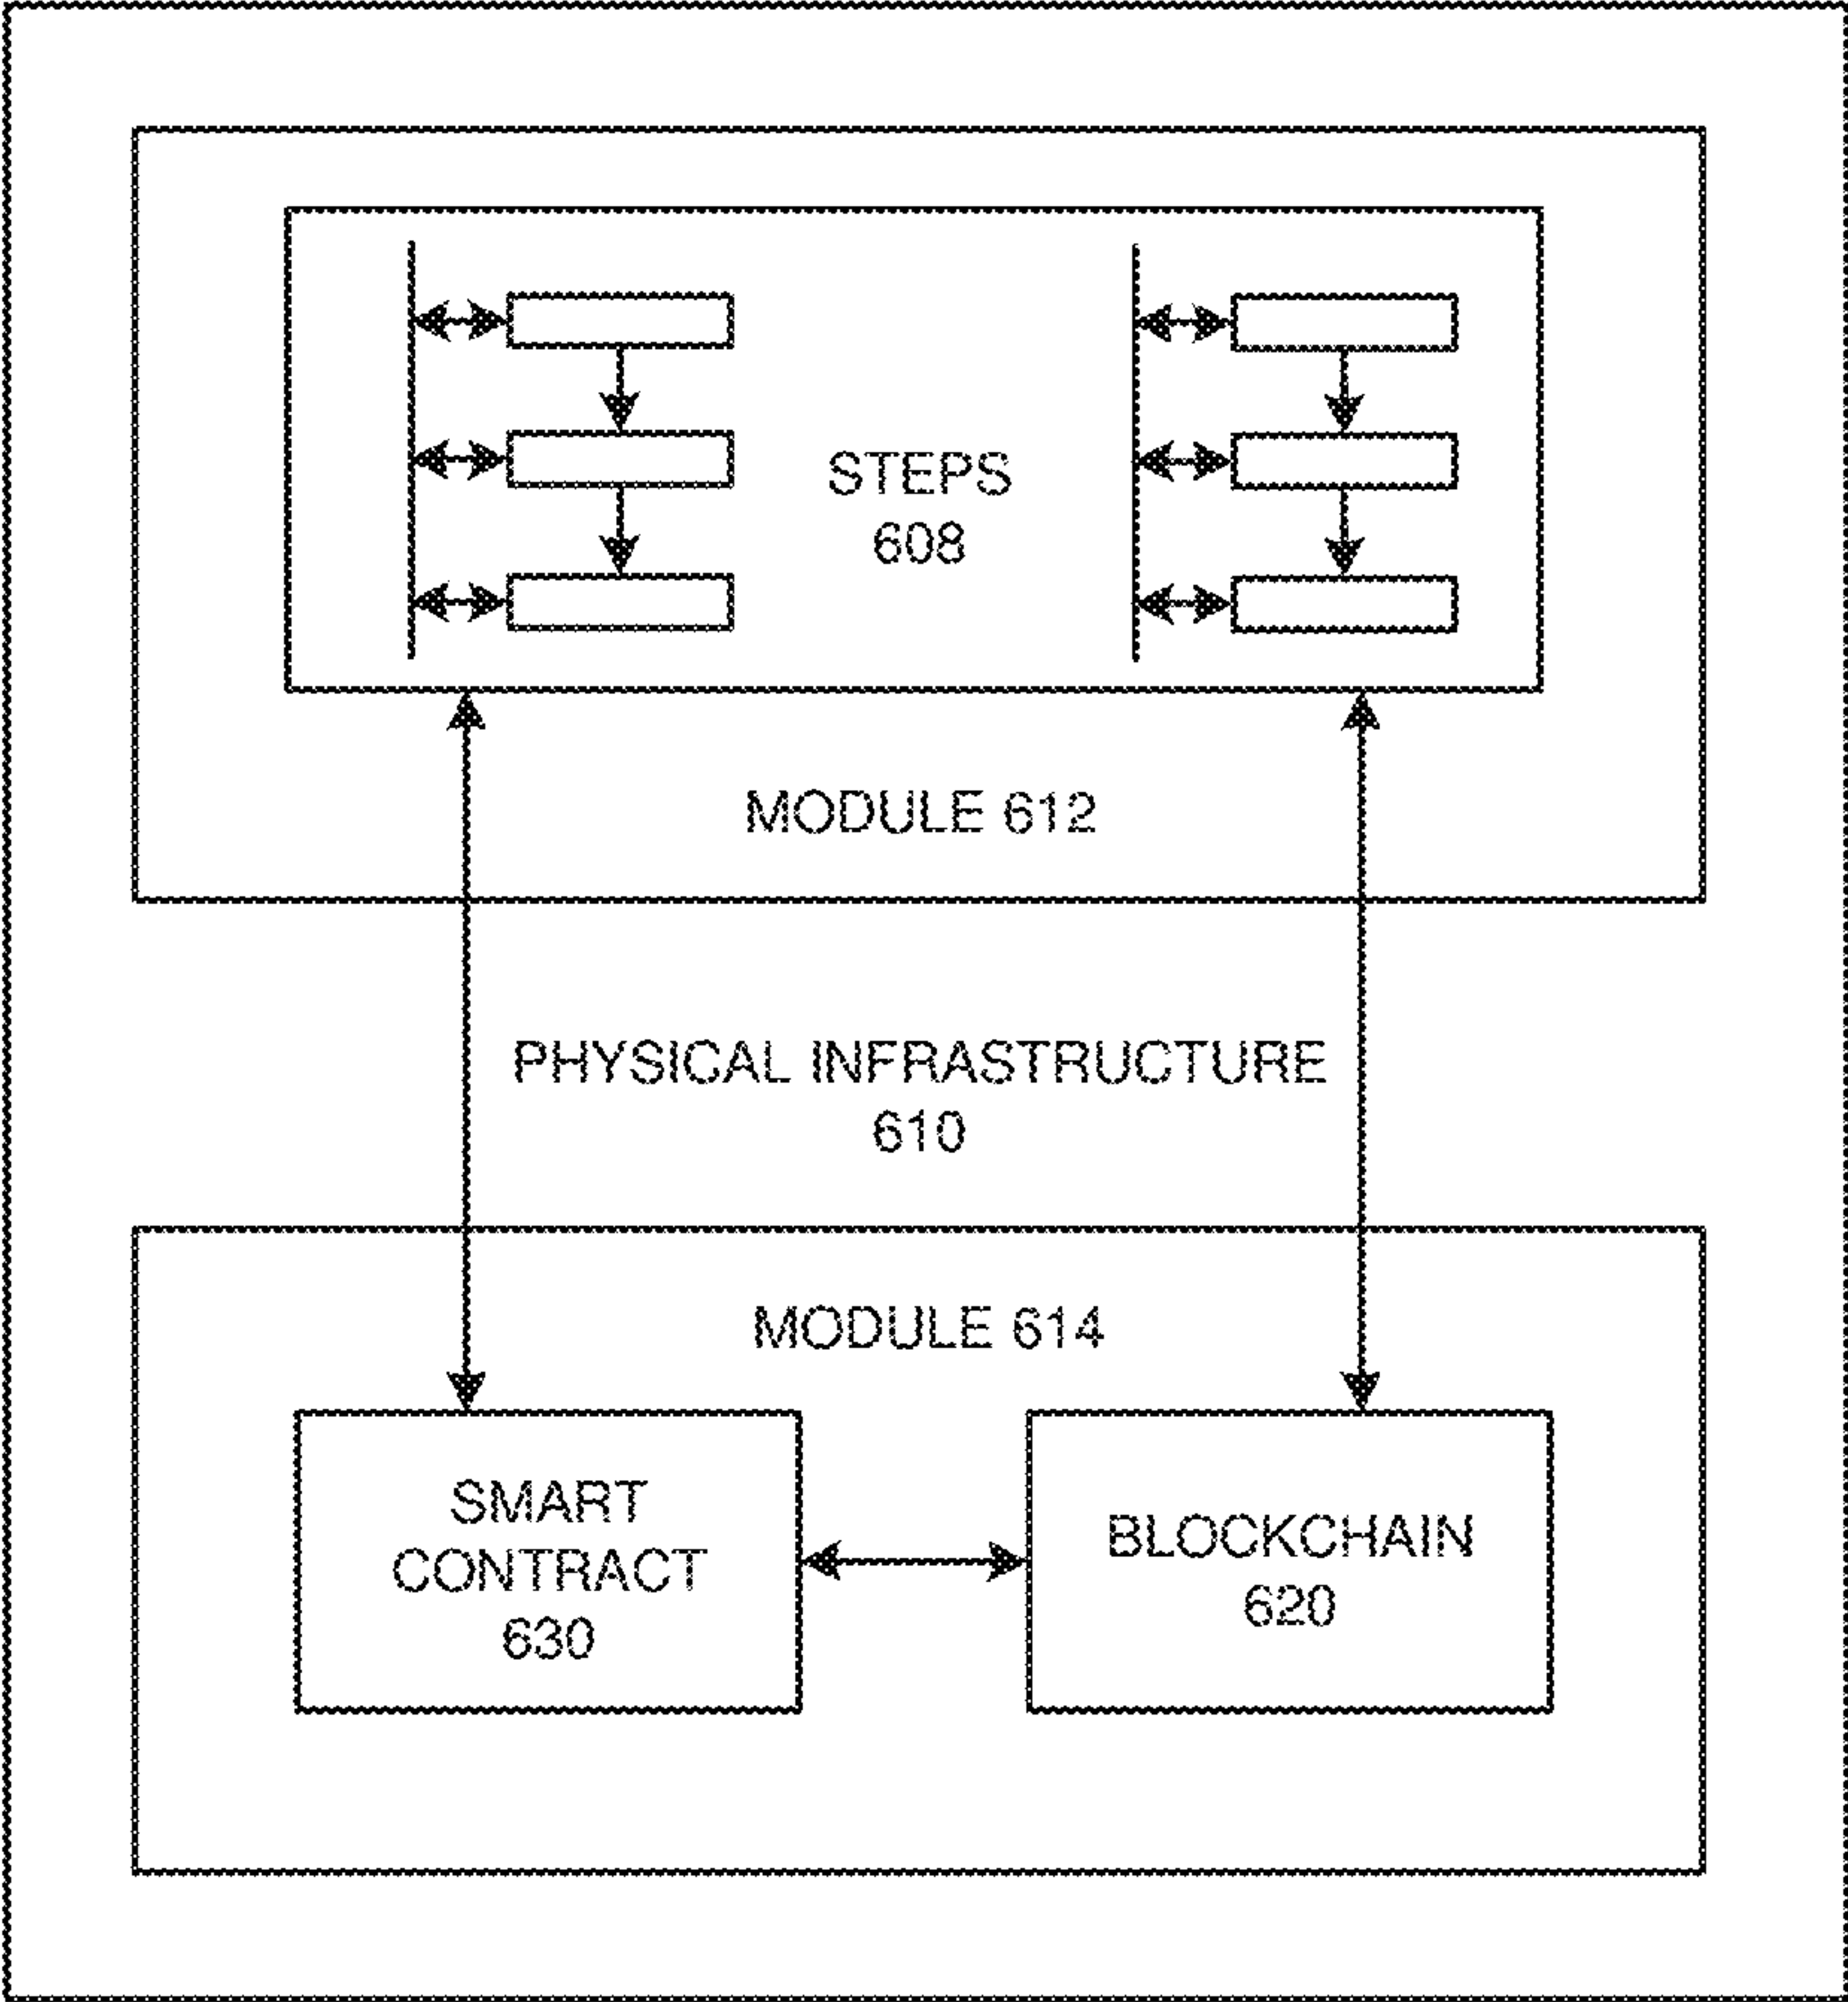 STEPS
608
MODULE 612
PHYSICAL INFRASTRUCTURE
610
MODULE 614
SMART
CONTRACT
630
BLOCKCHAIN
620